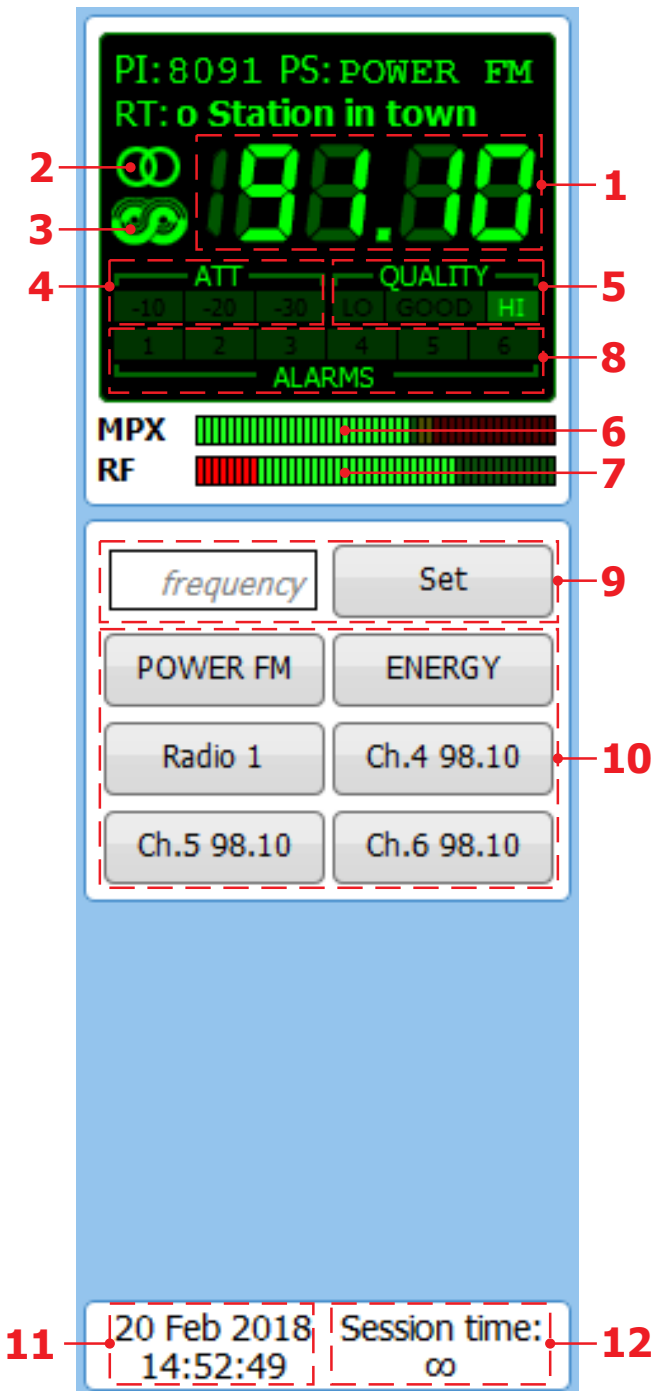 PI: 8091 PS: POWER FM
RT: o Station in town
2
91.10
1
3
4
ATT
QUALITY
5
-10 -20 -30 LO GOOD HI
1 2 3 4 5 6
8
ALARMS
MPX
6
RF
7
frequency Set
9
POWER FM ENERGY
Radio 1 Ch.4 98.10
10
Ch.5 98.10 Ch.6 98.10
20 Feb 2018 Session time:
11
12
14:52:49 ∞